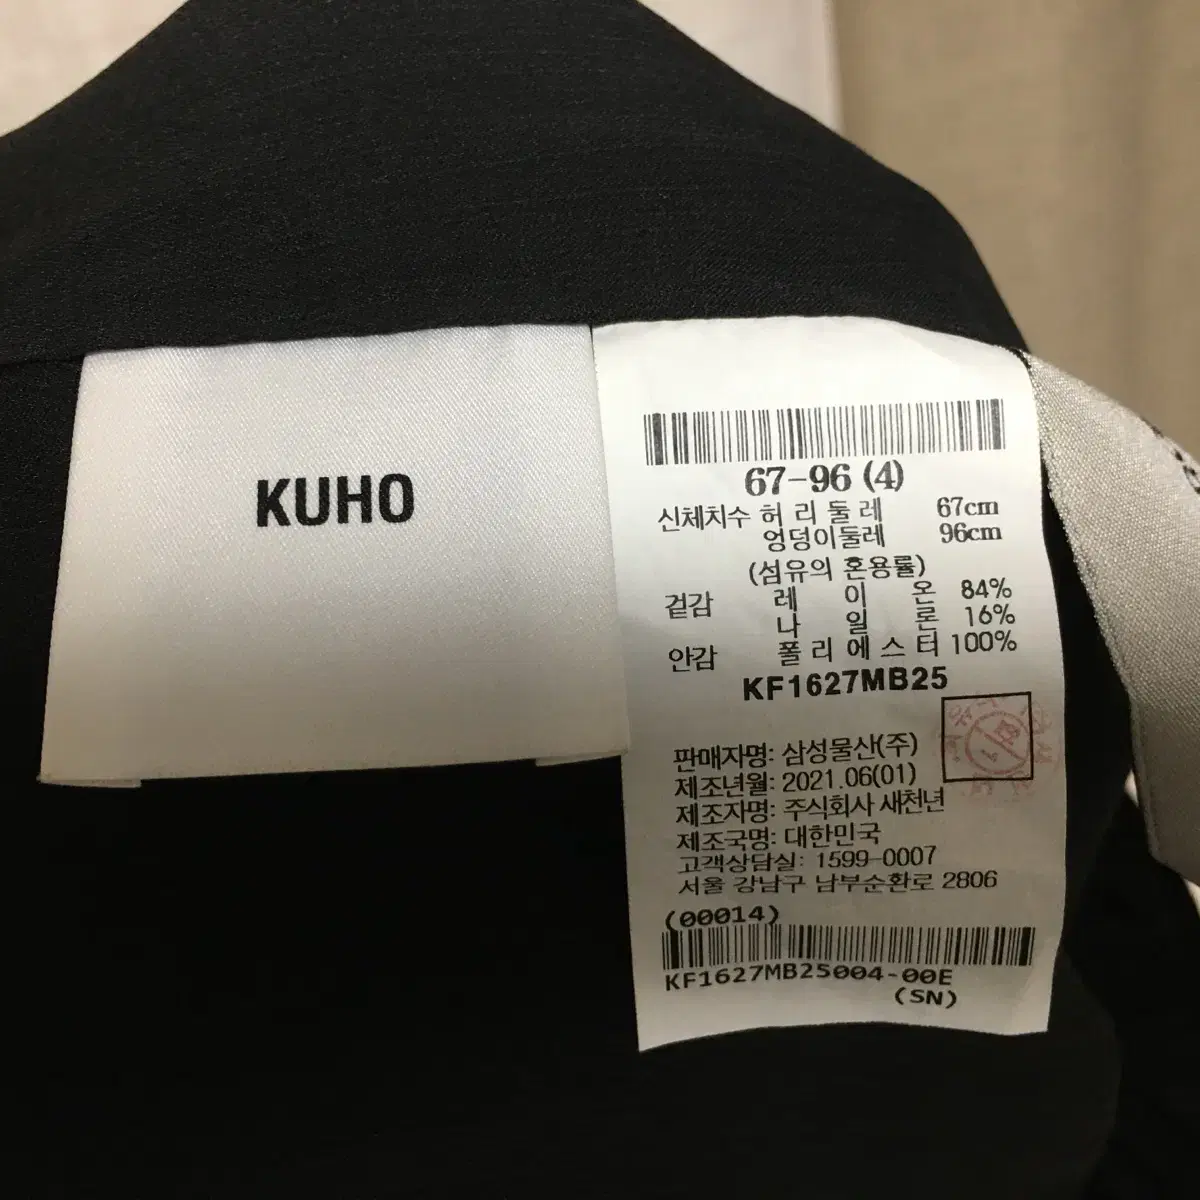 KUHO
67-96 (4)
신체치수 허 리 둘 레 67cm
엉덩이둘레 96cm
(섬유의 혼용률)
겉감 레 이 온 84%
나 일 론 16%
안감 폴 리 에 스 터 100%
KF1627MB25
판매자명: 삼성물산(주)
제조년월: 2021.06(01)
제조자명: 주식회사 새천년
제조국명: 대한민국
고객상담실: 1599-0007
서울 강남구 남부순환로 2806
(00014)
KF1627MB25004-00E
(SN)